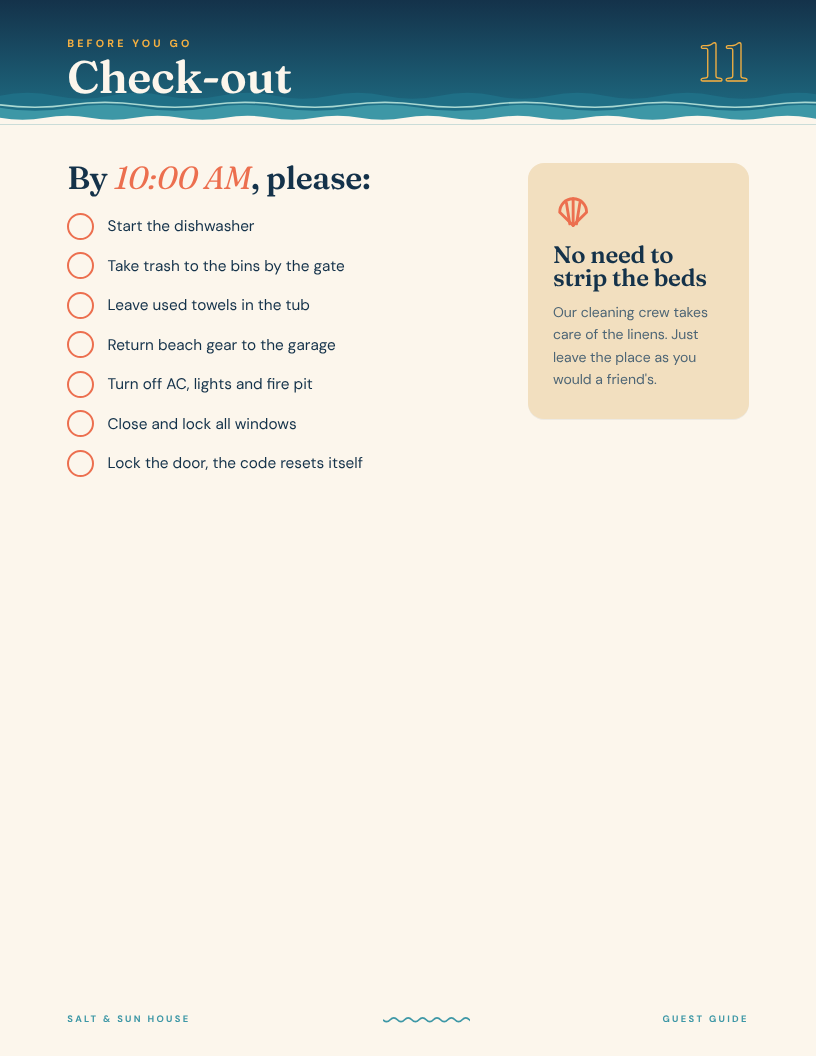 BEFORE YOU GO
Check-out
11
By 10:00 AM, please:
Start the dishwasher
Take trash to the bins by the gate
Leave used towels in the tub
Return beach gear to the garage
Turn off AC, lights and fire pit
Close and lock all windows
Lock the door, the code resets itself
No need to
strip the beds
Our cleaning crew takes
care of the linens. Just
leave the place as you
would a friend's.
SALT & SUN HOUSE
GUEST GUIDE